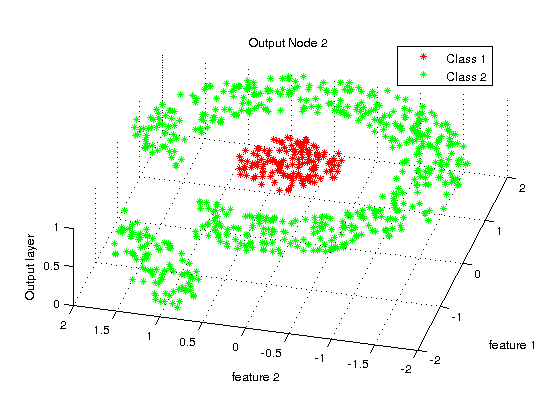 Output Node 2
Class 1
Class 2
2
1
0
-1
-2
feature 1
1
0.5
0
Output layer
2
1.5
1
0.5
0
-0.5
-1
-1.5
-2
feature 2